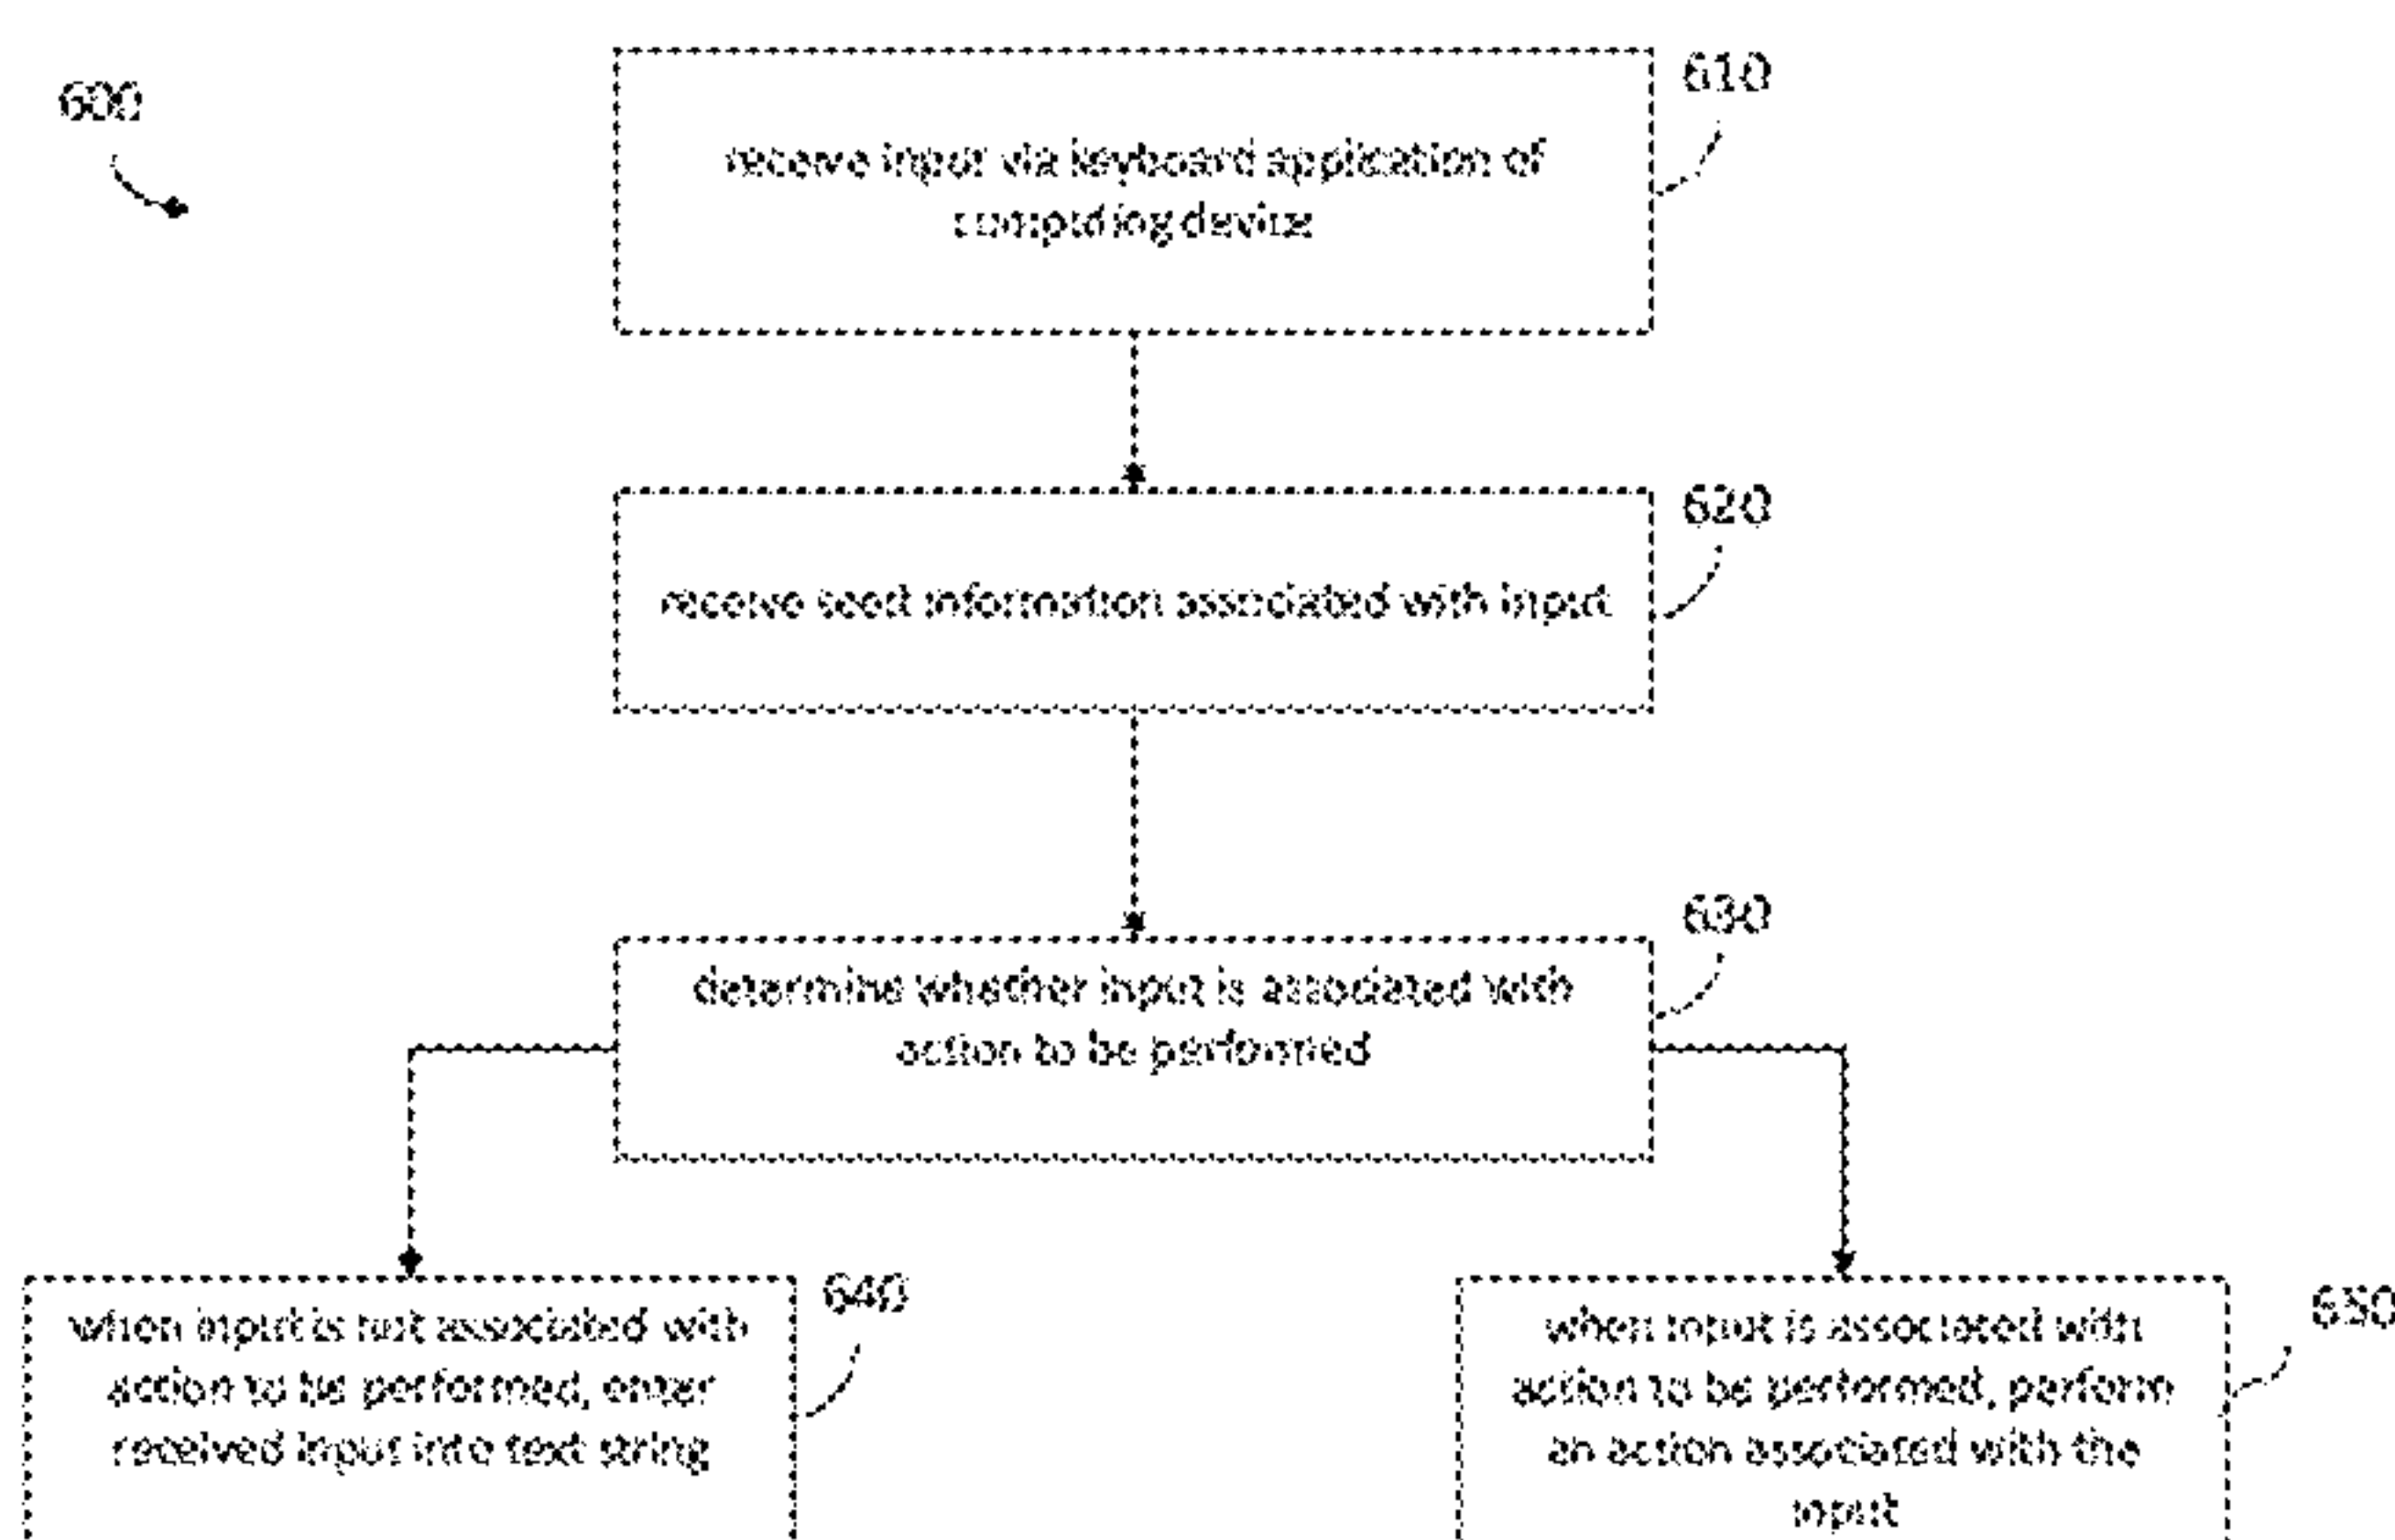 600
610
receive input via keyboard application of
computing device
620
receive seed information associated with input
630
determine whether input is associated with
action to be performed
640
when input is not associated with
action to be performed, enter
received input into text string
650
when input is associated with
action to be performed, perform
an action associated with the
input